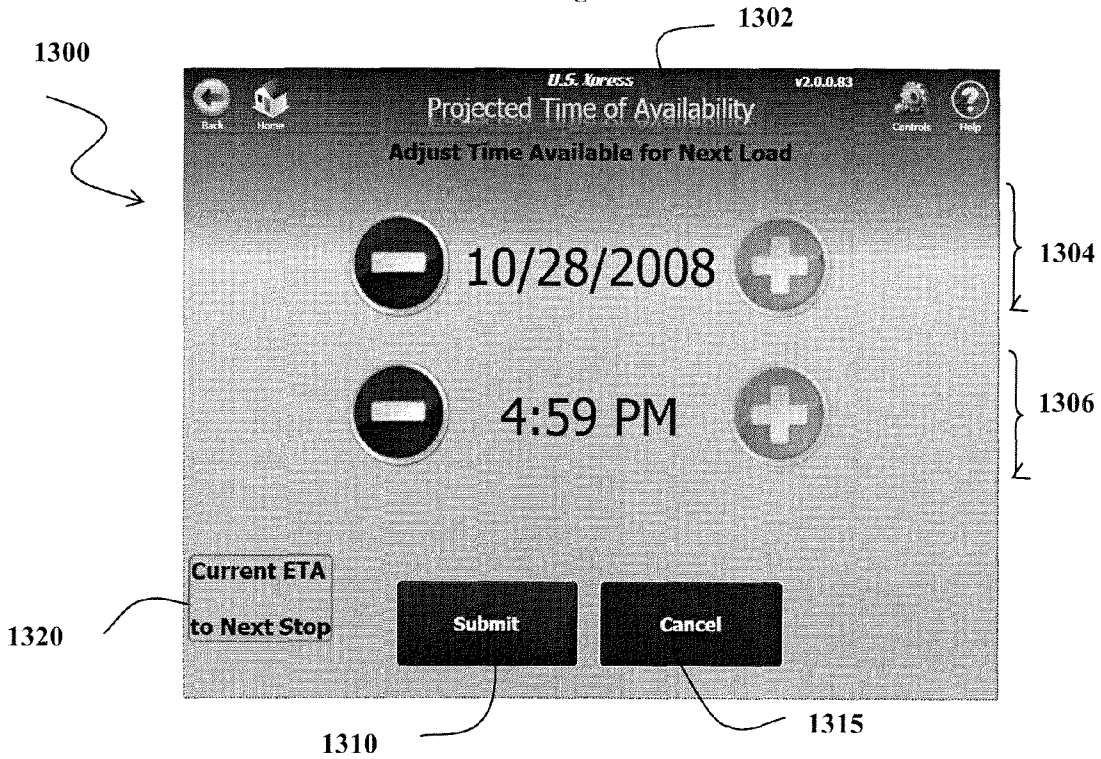 1302
1300
U.S. Xpress
v2.0.0.83
Back
Home
Projected Time of Availability
Controls
Help
Adjust Time Available for Next Load
10/28/2008
1304
4:59 PM
1306
Current ETA
to Next Stop
1320
Submit
Cancel
1310
1315